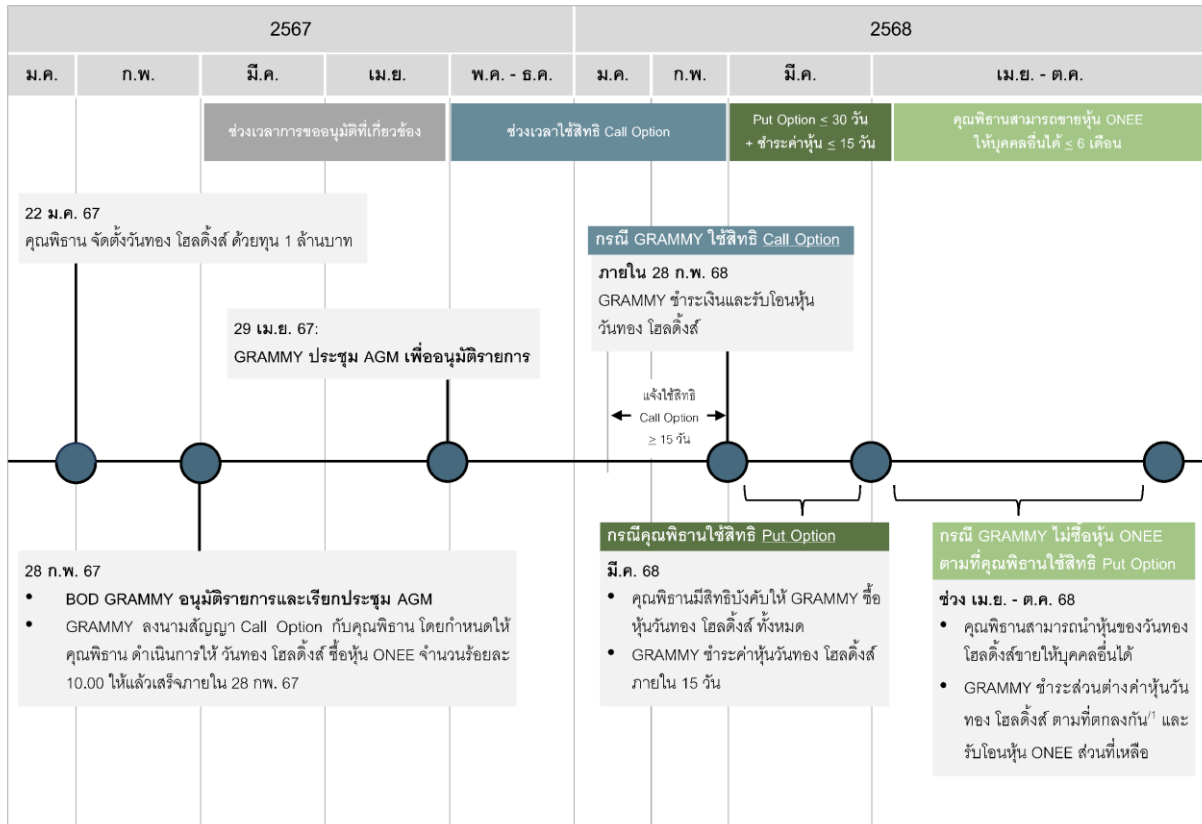 2567
2568
ม.ค.
ก.พ.
มี.ค.
เม.ย.
พ.ค. - ธ.ค.
ม.ค
ก.พ.
มี.ค.
เม.ย. - ต.ค.
ช่วงเวลาการขออนุมัติที่เกี่ยวข้อง
ช่วงเวลาใช้สิทธิ Call Option
Put Option ≤ 30 วัน
+ ชำระค่าหุ้น ≤ 15 วัน
คุณพิธานสามารถขายหุ้น ONEE
ให้บุคคลอื่นได้ ≤ 6 เดือน
22 ม.ค. 67
คุณพิธาน จัดตั้งวันทอง โฮลดิ้งส์ ด้วยทุน 1 ล้านบาท
29 เม.ย. 67:
GRAMMY ประชุม AGM เพื่ออนุมัติรายการ
กรณี GRAMMY ใช้สิทธิ Call Option
ภายใน 28 ก.พ. 68
GRAMMY ชำระเงินและรับโอนหุ้น
วันทอง โฮลดิ้งส์
แจ้งใช้สิทธิ
Call Option
≥ 15 วัน
28 ก.พ. 67
• BOD GRAMMY อนุมัติรายการและเรียกประชุม AGM
• GRAMMY ลงนามสัญญา Call Option กับคุณพิธาน โดยกำหนดให้
คุณพิธาน ดำเนินการให้ วันทอง โฮลดิ้งส์ ซื้อหุ้น ONEE จำนวนร้อยละ
10.00 ให้แล้วเสร็จภายใน 28 กพ. 67
กรณีคุณพิธานใช้สิทธิ Put Option
มี.ค. 68
• คุณพิธานมีสิทธิบังคับให้ GRAMMY ซื้อ
หุ้นวันทอง โฮลดิ้งส์ ทั้งหมด
• GRAMMY ชำระค่าหุ้นวันทอง โฮลดิ้งส์
ภายใน 15 วัน
กรณี GRAMMY ไม่ซื้อหุ้น ONEE
ตามที่คุณพิธานใช้สิทธิ Put Option
ช่วง เม.ย. - ต.ค. 68
• คุณพิธานสามารถนำหุ้นของวันทอง
โฮลดิ้งส์ขายให้บุคคลอื่นได้
• GRAMMY ชำระส่วนต่างค่าหุ้นวัน
ทอง โฮลดิ้งส์ ตามที่ตกลงกัน/1 และ
รับโอนหุ้น ONEE ส่วนที่เหลือ